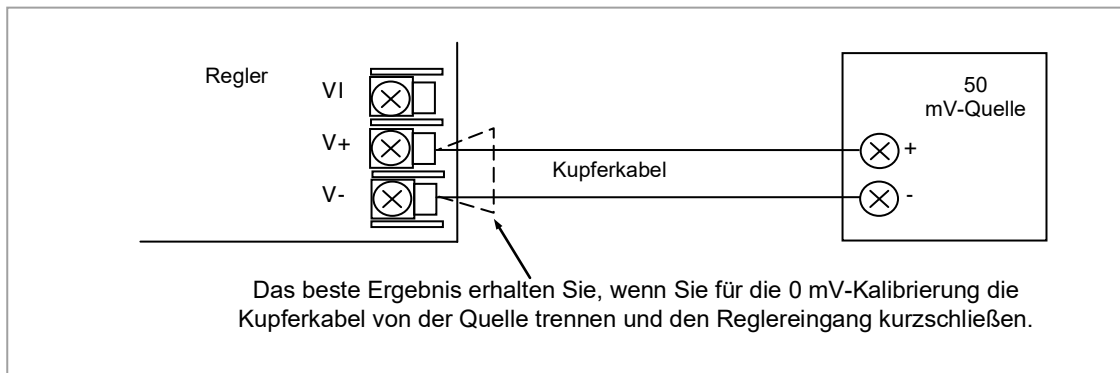 Regler
VI
V+
V-
Kupferkabel
50
mV-Quelle
+
-
Das beste Ergebnis erhalten Sie, wenn Sie für die 0 mV-Kalibrierung die
Kupferkabel von der Quelle trennen und den Reglereingang kurzschließen.